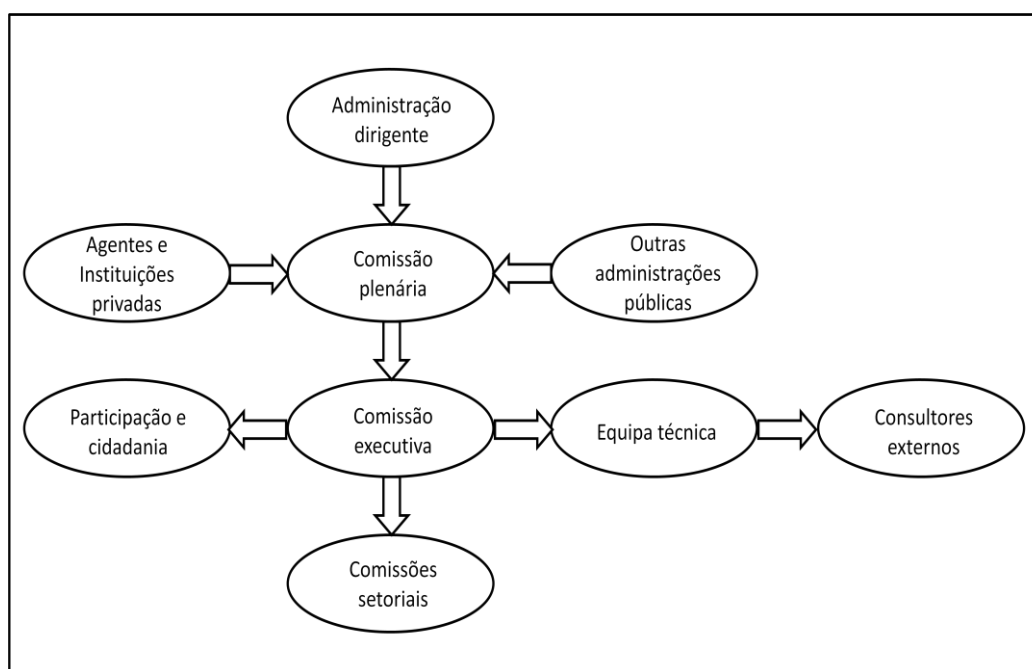 Administração
dirigente
Agentes e
Instituições
privadas
Comissão
plenária
Outras
administrações
públicas
Participação e
cidadania
Comissão
executiva
Equipa técnica
Consultores
externos
Comissões
setoriais